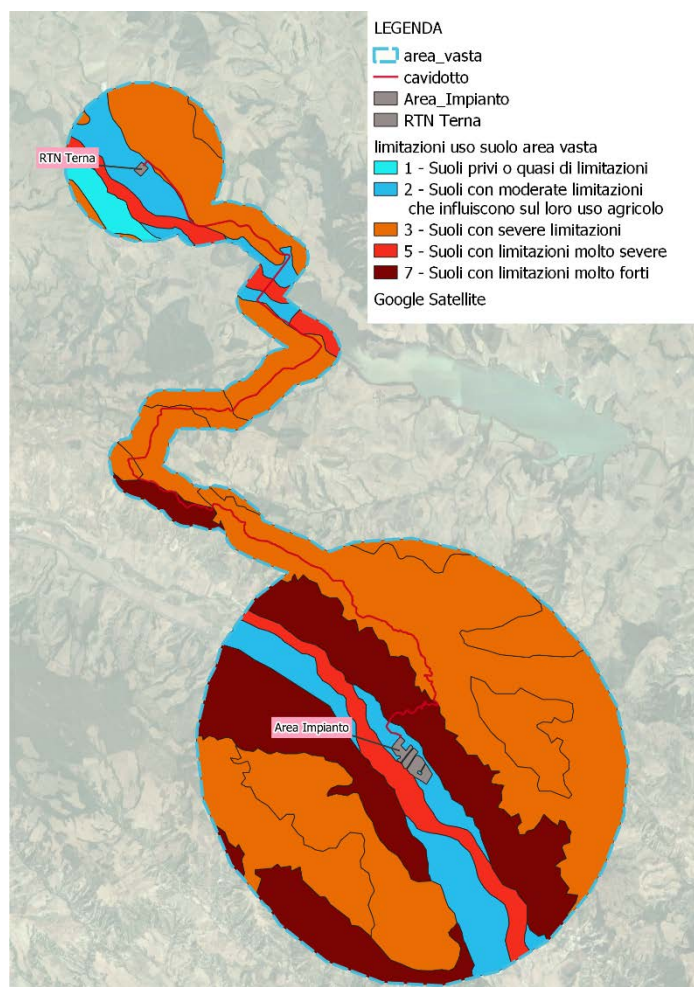 LEGENDA
area_vasta
cavidotto
Area_Impianto
RTN Terna
limitazioni uso suolo area vasta
1 - Suoli privi o quasi di limitazioni
2 - Suoli con moderate limitazioni
che influiscono sul loro uso agricolo
3 - Suoli con severe limitazioni
5 - Suoli con limitazioni molto severe
7 - Suoli con limitazioni molto forti
Google Satellite
RTN Terna
Area Impianto